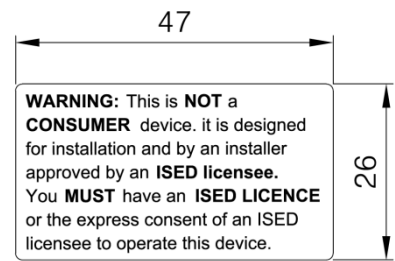 47
WARNING: This is NOT a
CONSUMER device. it is designed
for installation and by an installer
approved by an ISED licensee.
You MUST have an ISED LICENCE
or the express consent of an ISED
licensee to operate this device.
26